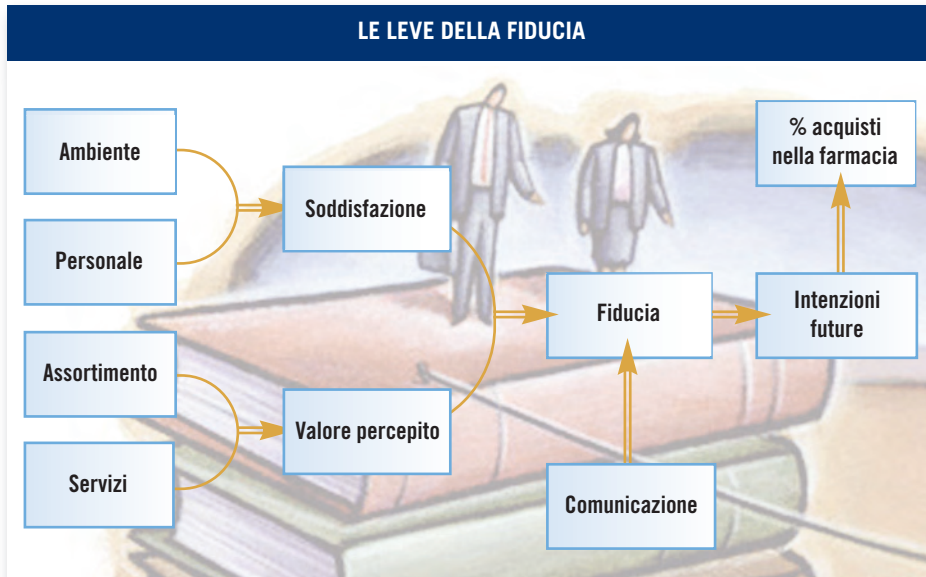 LE LEVE DELLA FIDUCIA
Ambiente
Personale
Assortimento
Servizi
Soddisfazione
Valore percepito
Fiducia
Comunicazione
Intenzioni
future
% acquisti
nella farmacia